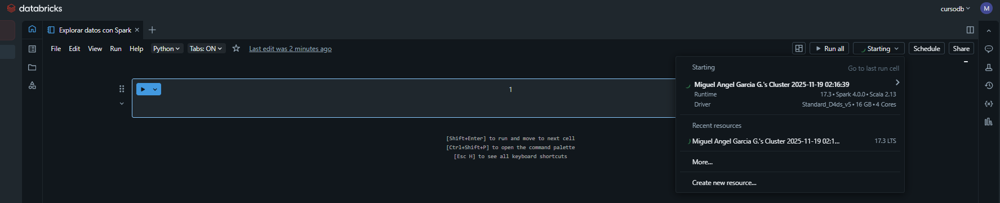 databricks
cursodb
M
Explorar datos con Spark
File Edit View Run Help Python Tabs: ON Last edit was 2 minutes ago
Run all Starting Schedule Share
Starting
Go to last run cell
Miguel Angel Garcia G.'s Cluster 2025-11-19 02:16:39
Runtime 17.3 • Spark 4.0.0 • Scala 2.13
Driver Standard_D4ds_v5 • 16 GB • 4 Cores
Recent resources
Miguel Angel Garcia G.'s Cluster 2025-11-19 02:1... 17.3 LTS
More...
Create new resource...
1
[Shift+Enter] to run and move to next cell
[Ctrl+Shift+P] to open the command palette
[Esc H] to see all keyboard shortcuts